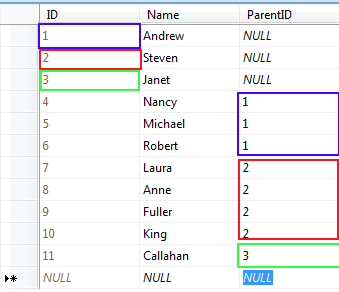 ID Name ParentID
1 Andrew NULL
2 Steven NULL
3 Janet NULL
4 Nancy 1
5 Michael 1
6 Robert 1
7 Laura 2
8 Anne 2
9 Fuller 2
10 King 2
11 Callahan 3
NULL NULL NULL